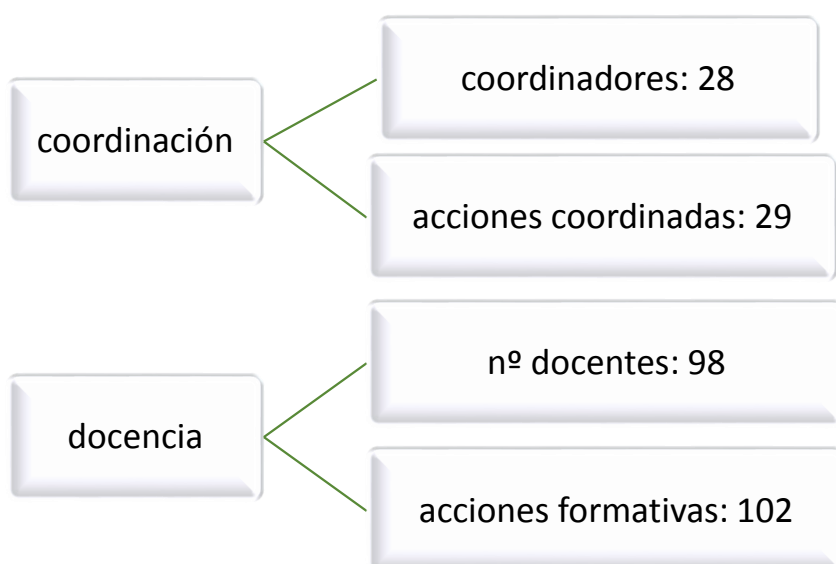 coordinación
coordinadores: 28
acciones coordinadas: 29
docencia
nº docentes: 98
acciones formativas: 102